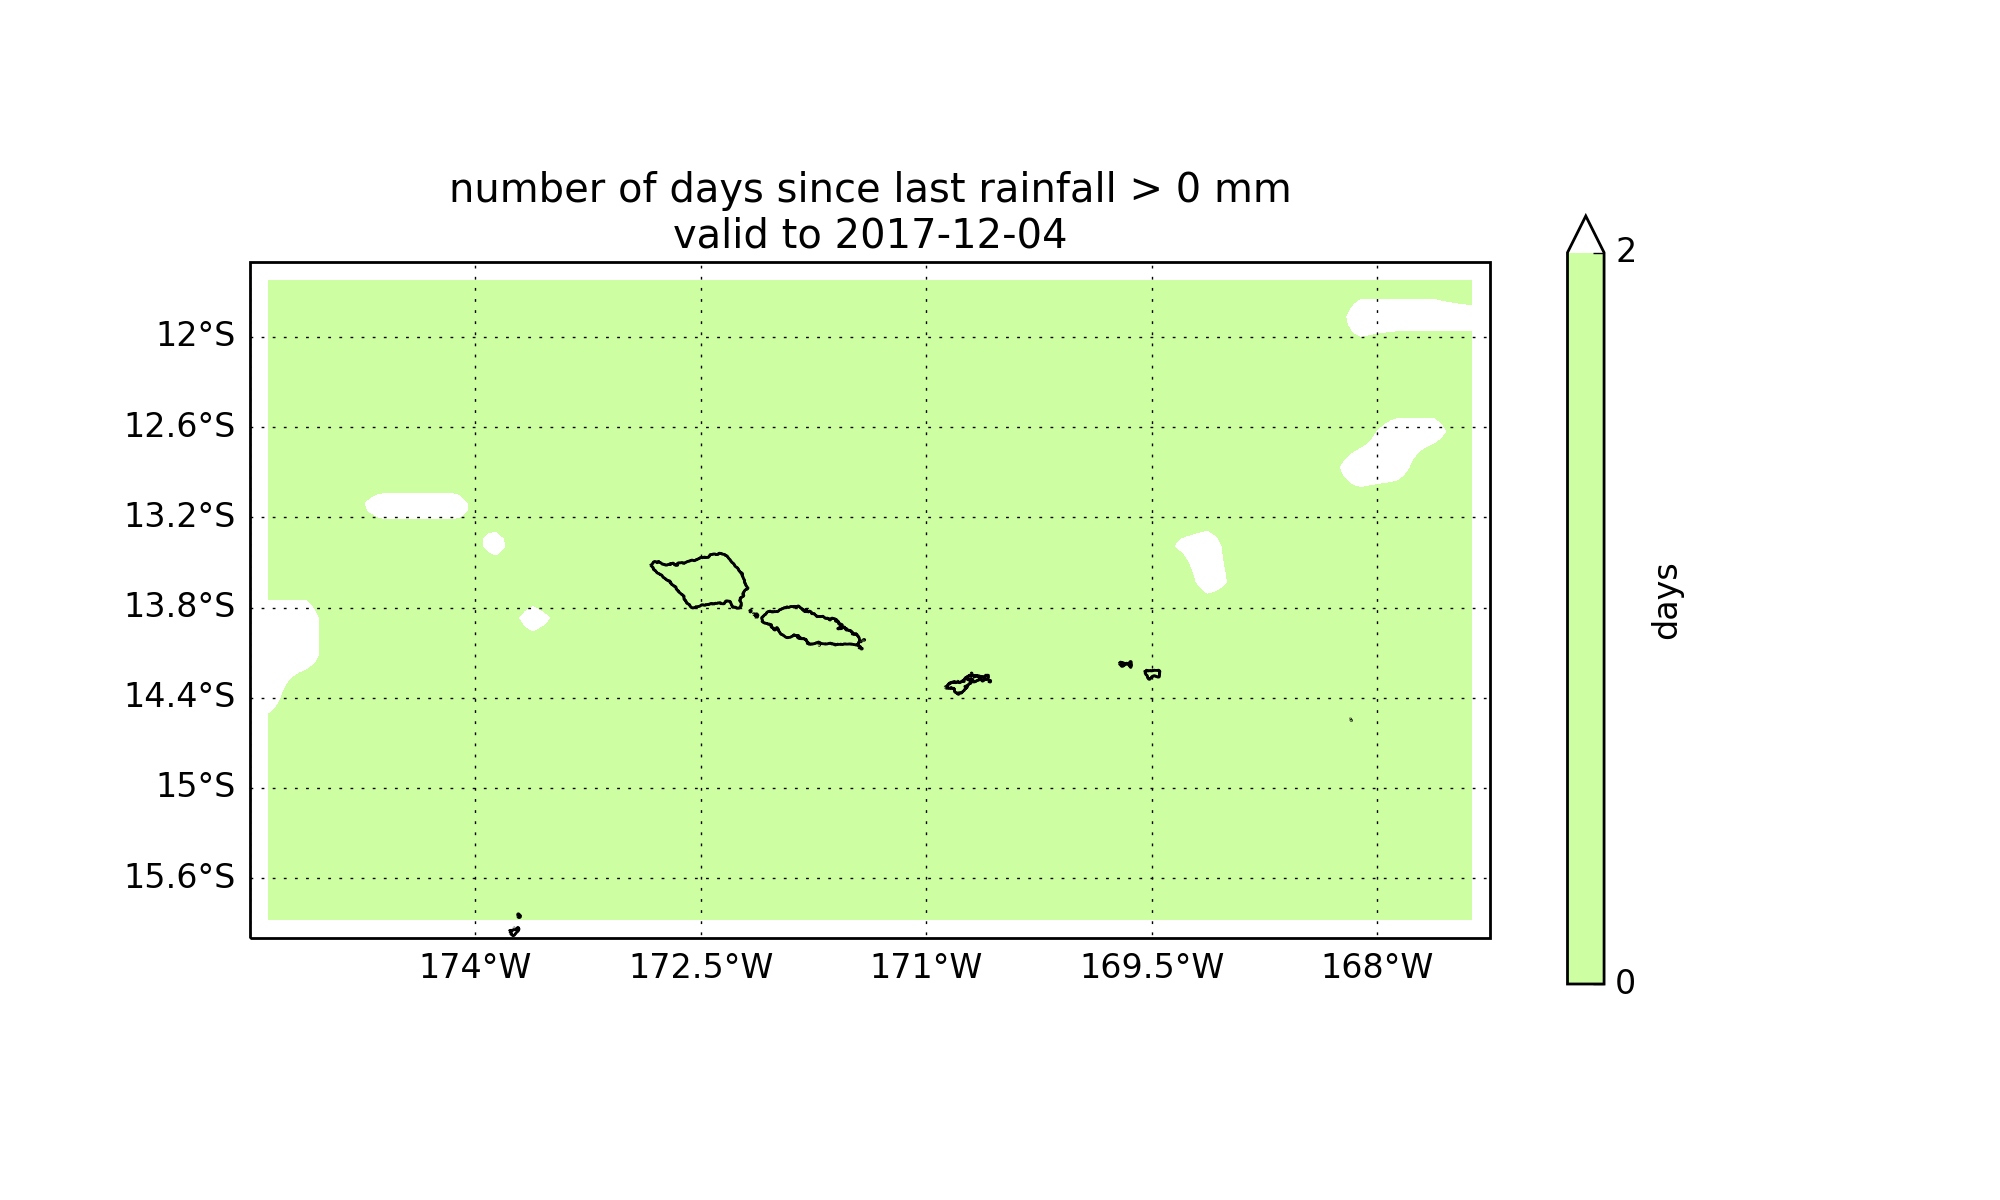 number of days since last rainfall > 0 mm
valid to 2017-12-04
2
12°S
12.6°S
13.2°S
13.8°S
14.4°S
15°S
15.6°S
days
174°W
172.5°W
171°W
169.5°W
168°W
0